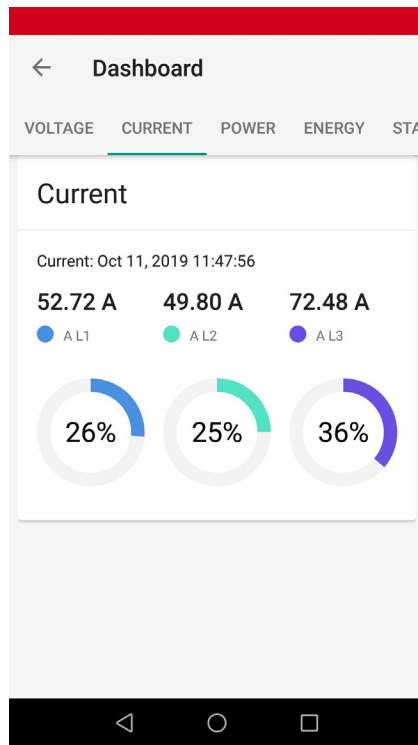 Dashboard
VOLTAGE CURRENT POWER ENERGY STA
Current
Current: Oct 11, 2019 11:47:56
52.72 A 49.80 A 72.48 A
A L1 A L2 A L3
26% 25% 36%